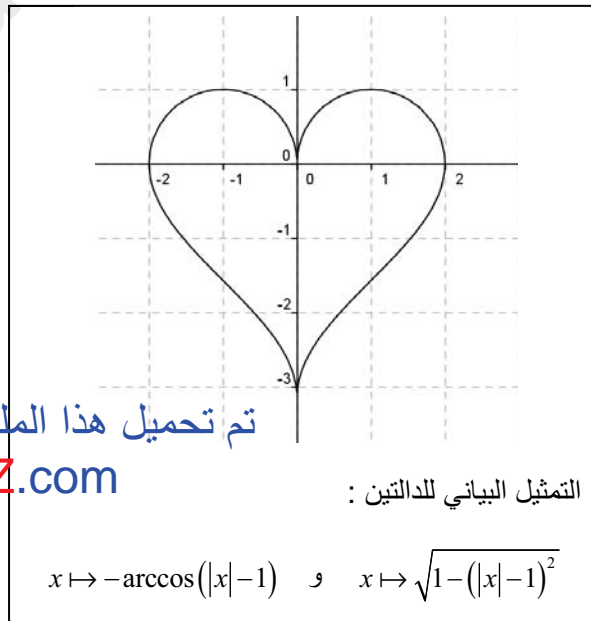 1
0
-2 -1 0 1 2
-1
-2
-3
تم تحميل هذا
Z.com
التمثيل البياني للدالتين :
x ↦ √(1-(|x|-1)²) و x ↦ -arccos(|x|-1)